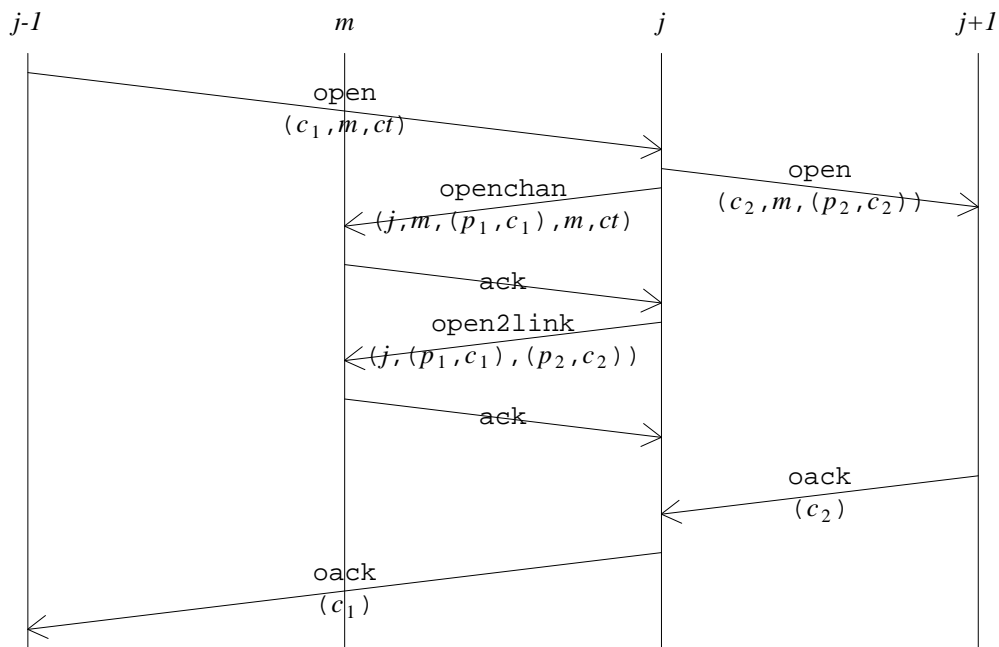 j-1 m j j+1
open
(c1,m,ct)
open
(c2,m,(p2,c2))
openchan
(j,m,(p1,c1),m,ct)
ack
open2link
(j,(p1,c1),(p2,c2))
ack
oack
(c2)
oack
(c1)